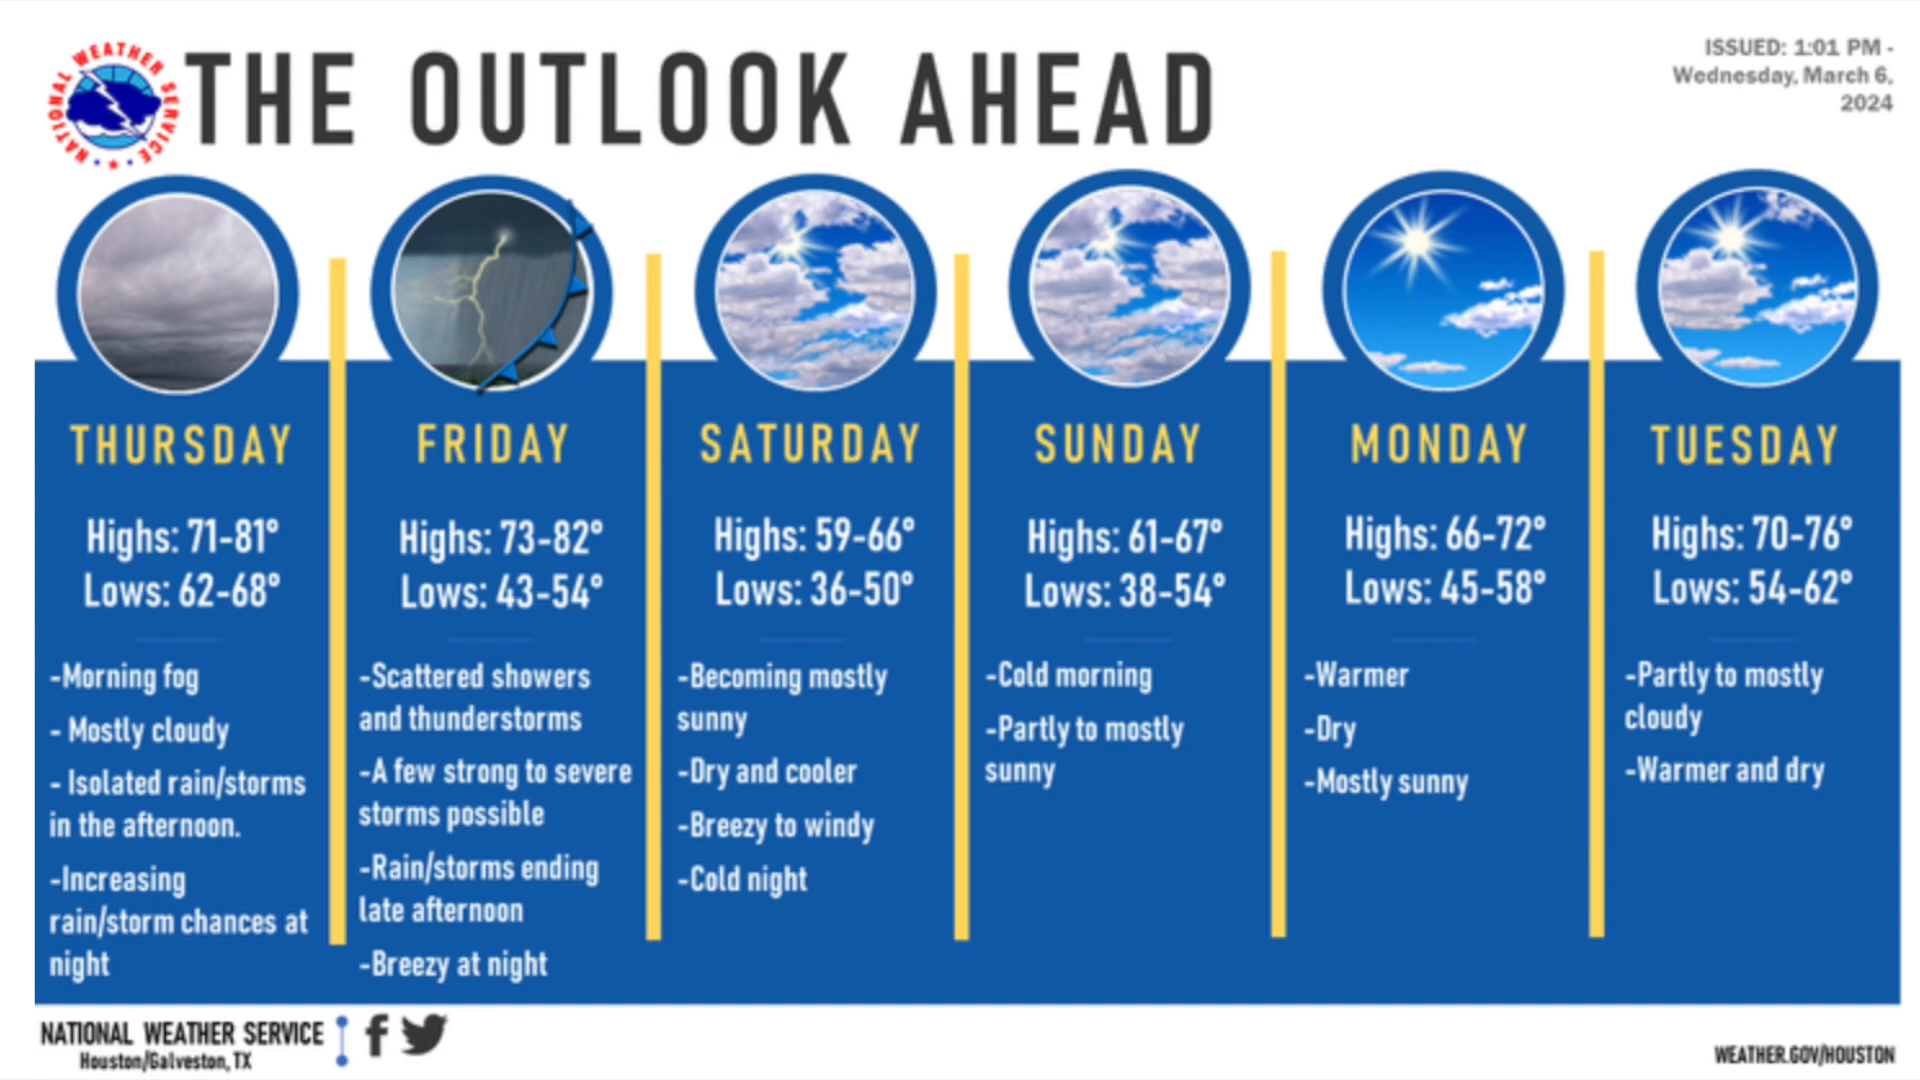 NATIONAL WEATHER SERVICE
THE OUTLOOK AHEAD
ISSUED: 1:01 PM -
Wednesday, March 6,
2024
THURSDAY
Highs: 71-81°
Lows: 62-68°
-Morning fog
- Mostly cloudy
- Isolated rain/storms
in the afternoon.
-Increasing
rain/storm chances at
night
FRIDAY
Highs: 73-82°
Lows: 43-54°
-Scattered showers
and thunderstorms
-A few strong to severe
storms possible
-Rain/storms ending
late afternoon
-Breezy at night
SATURDAY
Highs: 59-66°
Lows: 36-50°
-Becoming mostly
sunny
-Dry and cooler
-Breezy to windy
-Cold night
SUNDAY
Highs: 61-67°
Lows: 38-54°
-Cold morning
-Partly to mostly
sunny
MONDAY
Highs: 66-72°
Lows: 45-58°
-Warmer
-Dry
-Mostly sunny
TUESDAY
Highs: 70-76°
Lows: 54-62°
-Partly to mostly
cloudy
-Warmer and dry
NATIONAL WEATHER SERVICE
Houston/Galveston, TX
WEATHER.GOV/HOUSTON